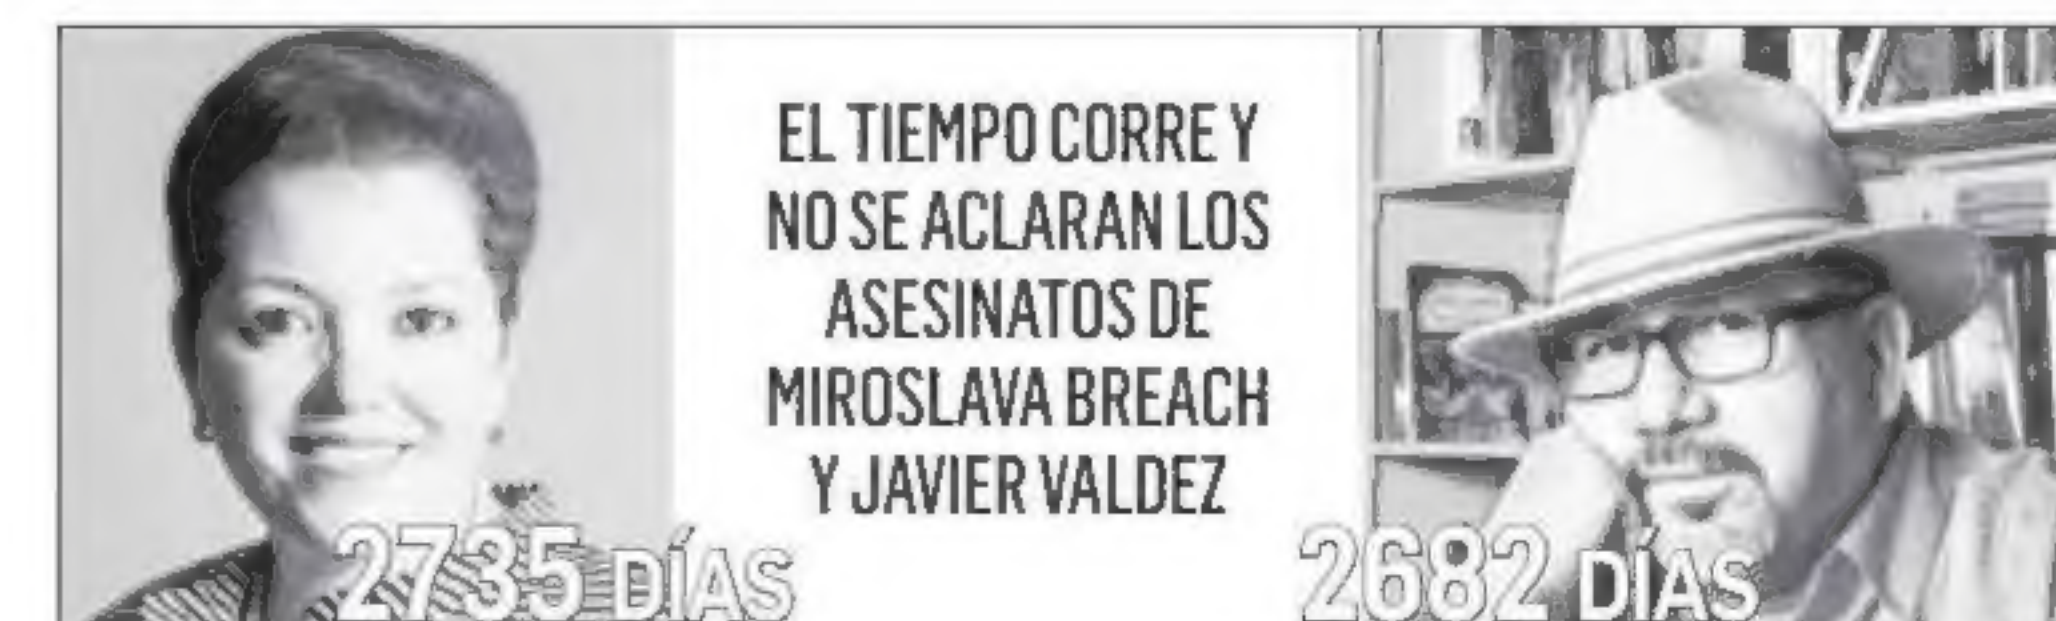 EL TIEMPO CORRE Y
NO SE ACLARAN LOS
ASESINATOS DE
MIROSLAVA BREACH
Y JAVIER VALDEZ
2735 DÍAS
2682 DÍAS